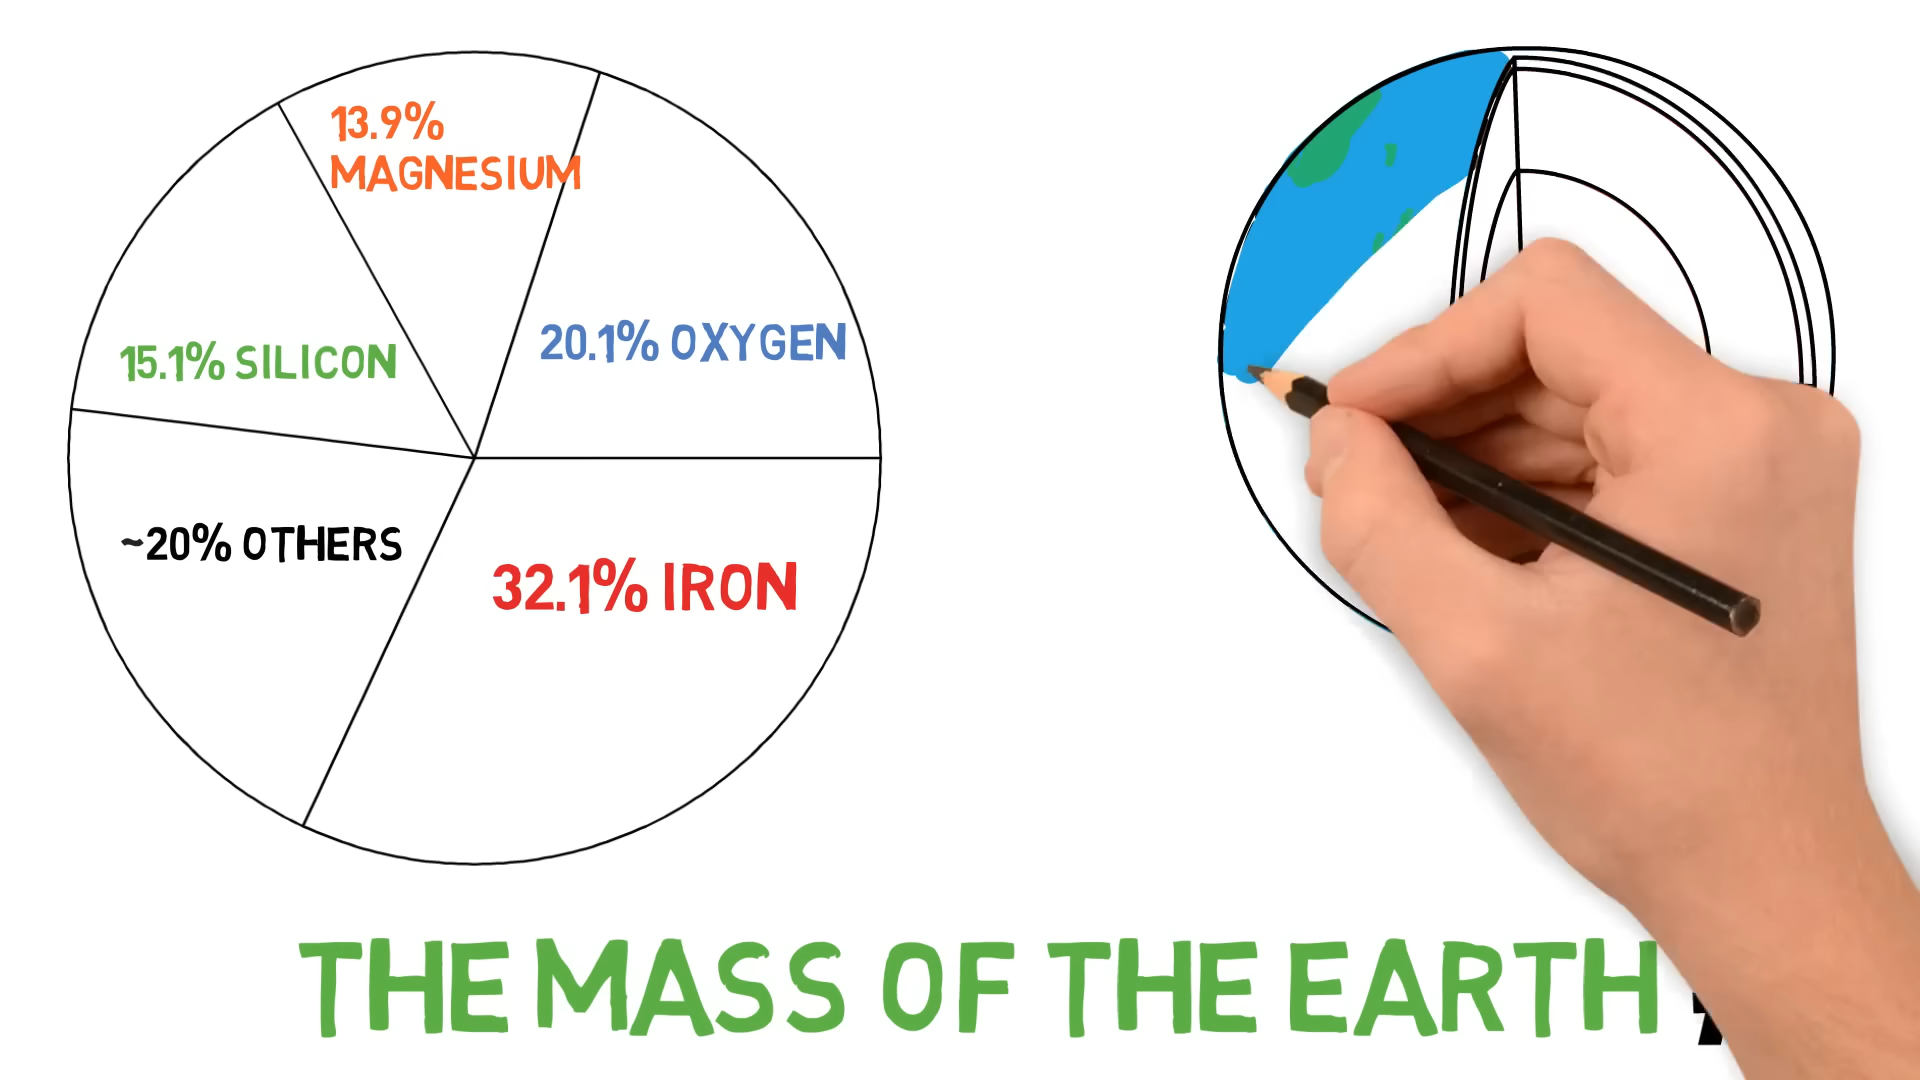 13.9%
MAGNESIUM
20.1% OXYGEN
15.1% SILICON
~20% OTHERS
32.1% IRON
THE MASS OF THE EARTH